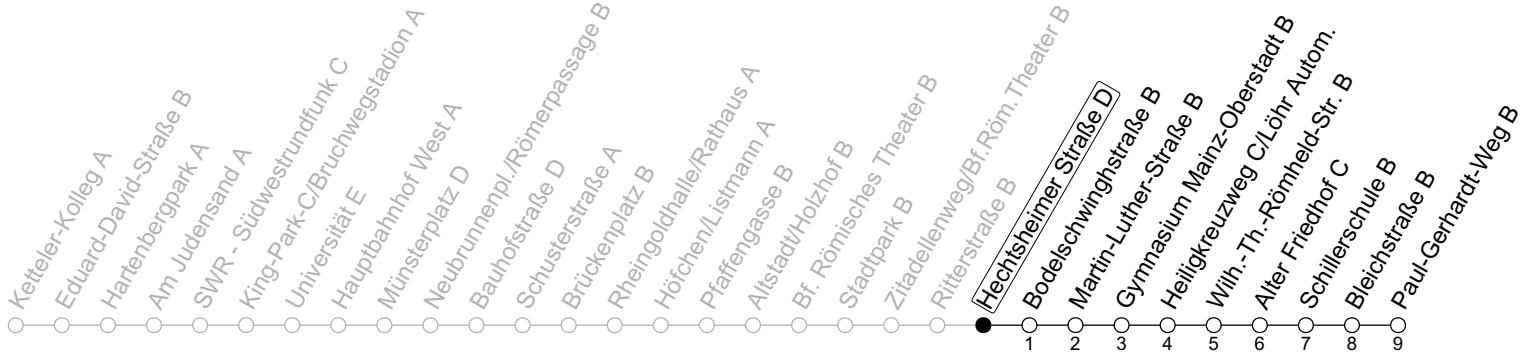 Ketteler-Kolleg A
Eduard-David-Straße B
Hartenbergpark A
Am Judensand A
SWR - Südwestrundfunk C
King-Park-C/Bruchwegstadion A
Universität E
Hauptbahnhof West A
Münsterplatz D
Neubrunnenpl./Römerpassage B
Bauhofstraße D
Schusterstraße A
Brückenplatz B
Rheingoldhalle/Rathaus A
Höfchen/Listmann A
Pfaffengasse B
Altstadt/Holzhof B
Bf. Römisches Theater B
Stadtpark B
Zitadellenweg/Bf.Röm. Theater B
Ritterstraße B
Hechtsheimer Straße D
Bodelschwinghstraße B
Martin-Luther-Straße B
Gymnasium Mainz-Oberstadt B
Heiligkreuzweg C/Löhr Autom.
Wilh.-Th.-Römheld-Str. B
Alter Friedhof C
Schillerschule B
Bleichstraße B
Paul-Gerhardt-Weg B
1 2 3 4 5 6 7 8 9